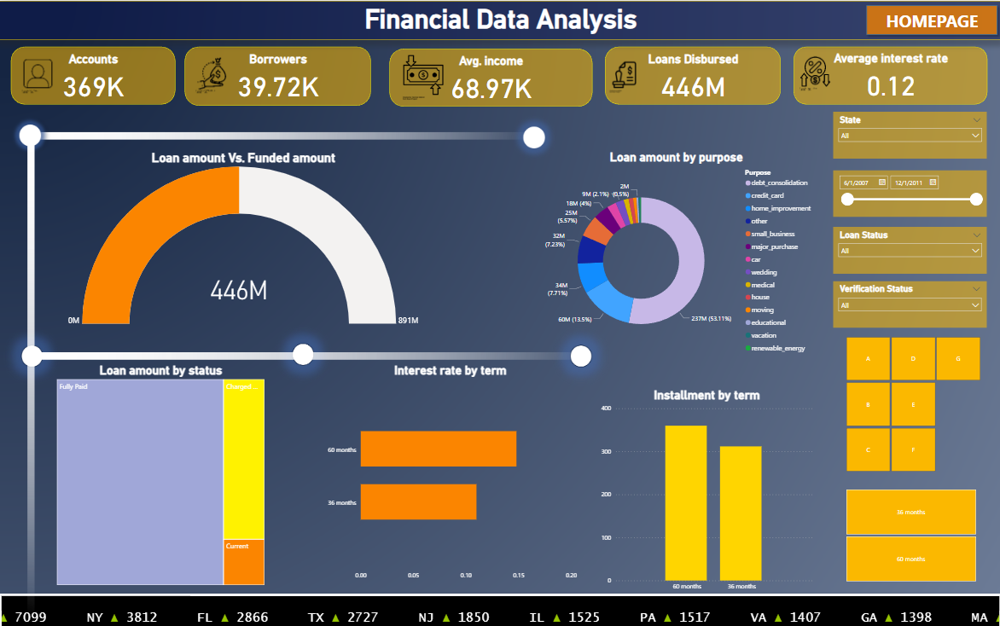 Financial Data Analysis
HOMEPAGE
Accounts
369K
Borrowers
39.72K
Avg. income
68.97K
Loans Disbursed
446M
Average interest rate
0.12
State
All
6/1/2007
12/1/2011
Loan Status
All
Verification Status
All
Loan amount Vs. Funded amount
446M
0M
891M
Loan amount by purpose
2M
(0.5%)
9M (2.1%)
18M (4%)
25M
(5.57%)
32M
(7.23%)
34M
(7.71%)
60M (13.5%)
237M (53.11%)
Purpose
debt_consolidation
credit_card
home_improvement
other
small_business
major_purchase
car
wedding
medical
house
moving
educational
vacation
renewable_energy
Loan amount by status
Fully Paid
Charged ...
Current
Interest rate by term
60 months
36 months
0.00 0.05 0.10 0.15 0.20
Installment by term
400
300
200
100
0
60 months 36 months
A D G
B E
C F
36 months
60 months
▲ 7099 NY ▲ 3812 FL ▲ 2866 TX ▲ 2727 NJ ▲ 1850 IL ▲ 1525 PA ▲ 1517 VA ▲ 1407 GA ▲ 1398 MA ▲